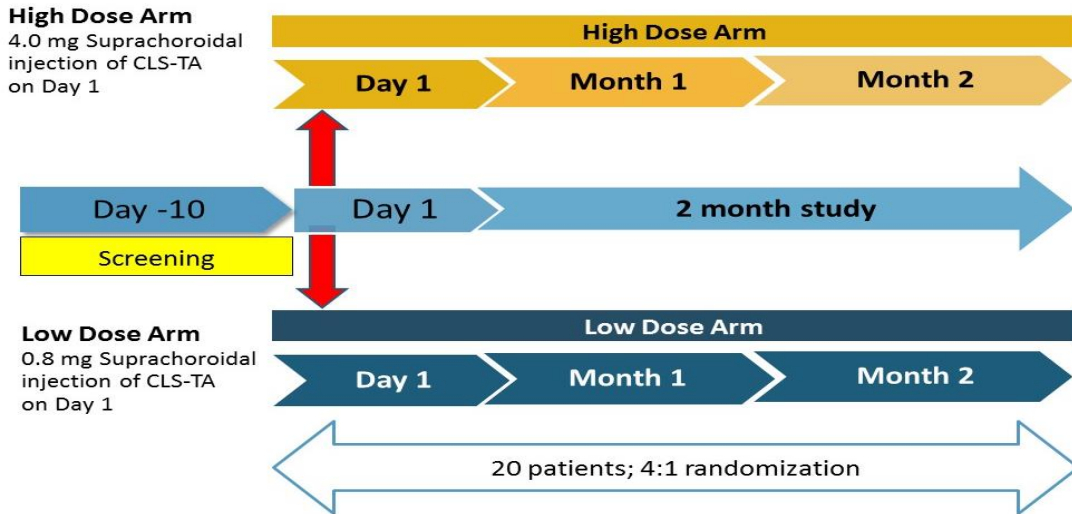 High Dose Arm
4.0 mg Suprachoroidal
injection of CLS-TA
on Day 1
High Dose Arm
Day 1
Month 1
Month 2
Day -10
Day 1
2 month study
Screening
Low Dose Arm
0.8 mg Suprachoroidal
injection of CLS-TA
on Day 1
Low Dose Arm
Day 1
Month 1
Month 2
20 patients; 4:1 randomization